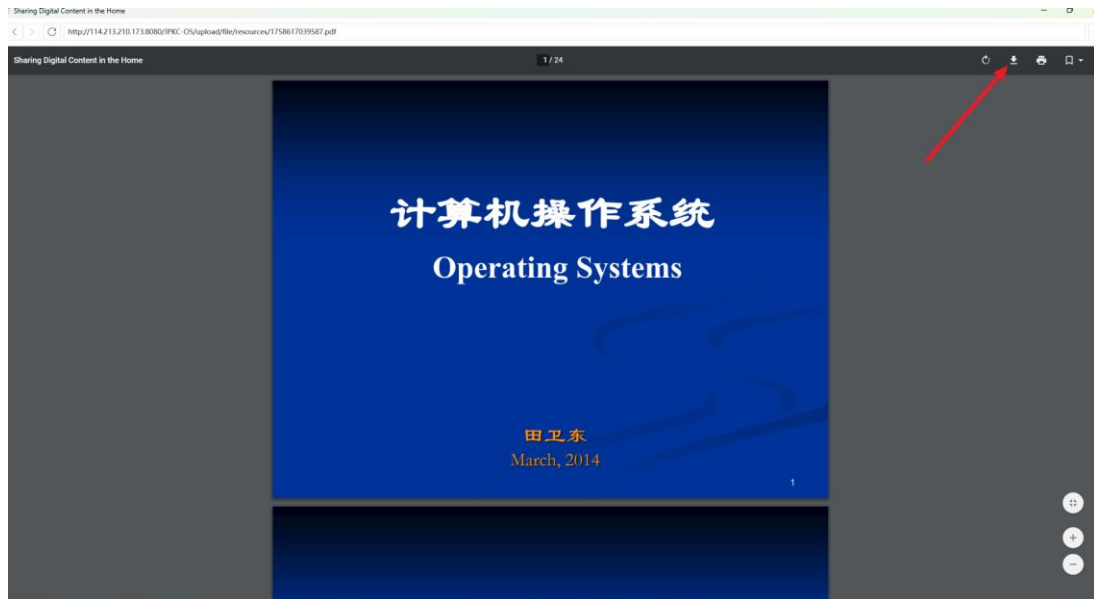 Sharing Digital Content in the Home
http://114.213.210.173:8080/IPKC-OS/upload/file/resources/1758617039587.pdf
Sharing Digital Content in the Home
1 / 24
计算机操作系统
Operating Systems
田卫东
March, 2014
1